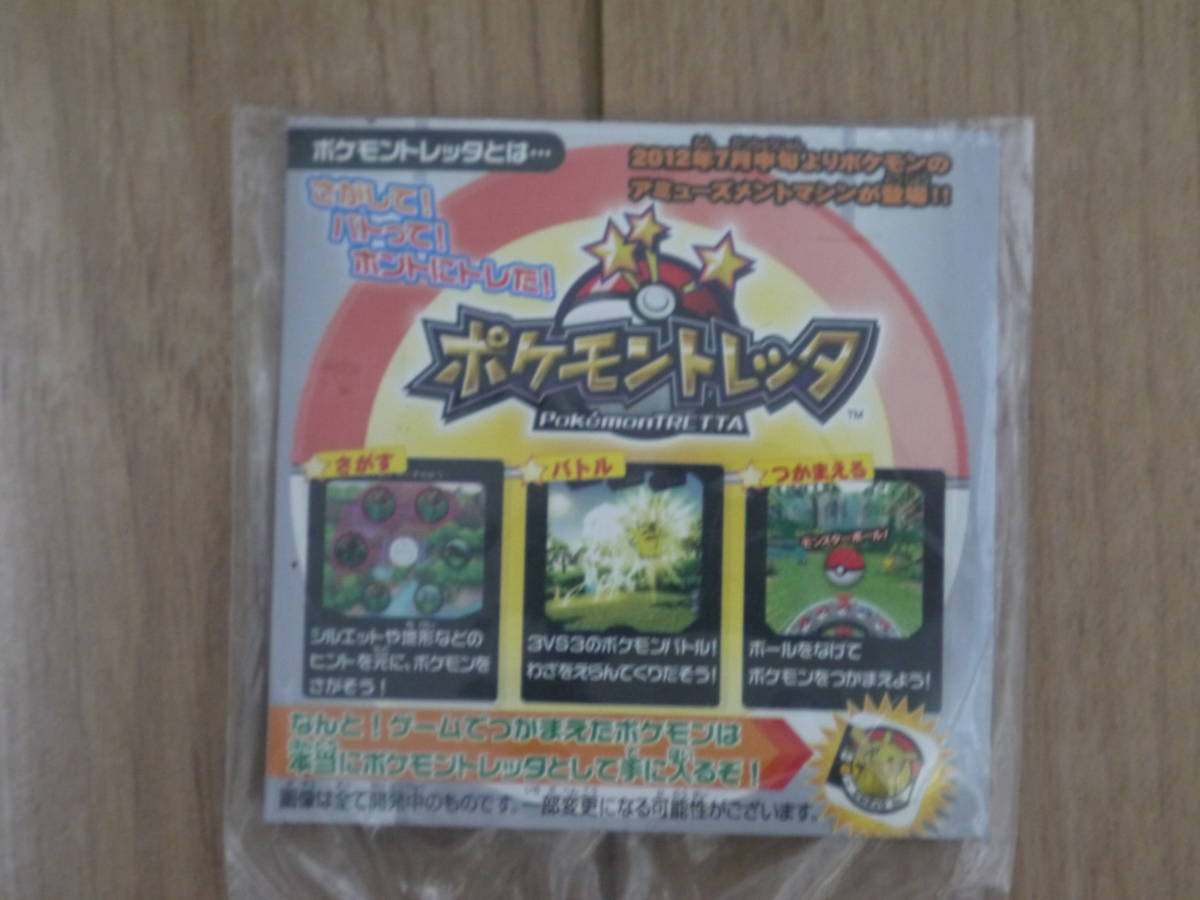 ポケモントレッタとは…
2012年7月中旬よりポケモンの
アミューズメントマシンが登場!!
さがして!
バトって!
ホントにトレた!
ポケモントレッタ
PokémonTRETTA
TM
さがす
シルエットや地形などの
ヒントを元に、ポケモンを
さがそう!
バトル
3VS3のポケモンバトル!
わざをえらんでくりだそう!
つかまえる
モンスターボール!
ボールをなげて
ポケモンをつかまえよう!
なんと!ゲームでつかまえたポケモンは
本当にポケモントレッタとして手に入るぞ!
画像は全て開発中のものです。一部変更になる可能性がございます。